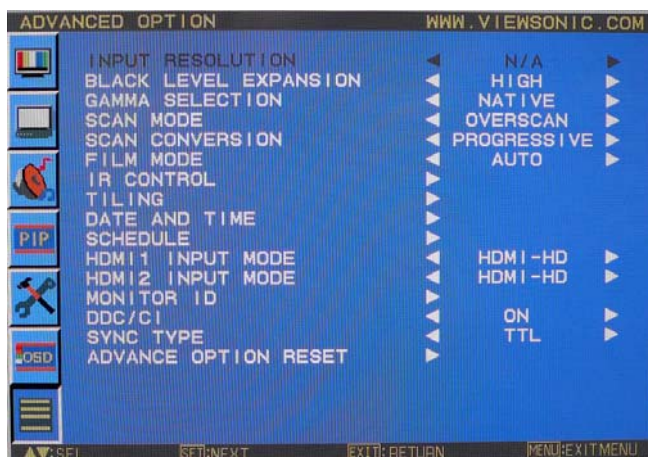 ADVANCED OPTION WWW.VIEWSONIC.COM
INPUT RESOLUTION N/A
BLACK LEVEL EXPANSION HIGH
GAMMA SELECTION NATIVE
SCAN MODE OVERSCAN
SCAN CONVERSION PROGRESSIVE
FILM MODE AUTO
IR CONTROL
TILING
DATE AND TIME
PIP SCHEDULE
HDMI1 INPUT MODE HDMI-HD
HDMI2 INPUT MODE HDMI-HD
MONITOR ID
DDC/CI ON
SYNC TYPE TTL
OSD ADVANCE OPTION RESET
:SEL SET:NEXT EXIT:RETURN MENU:EXITMENU